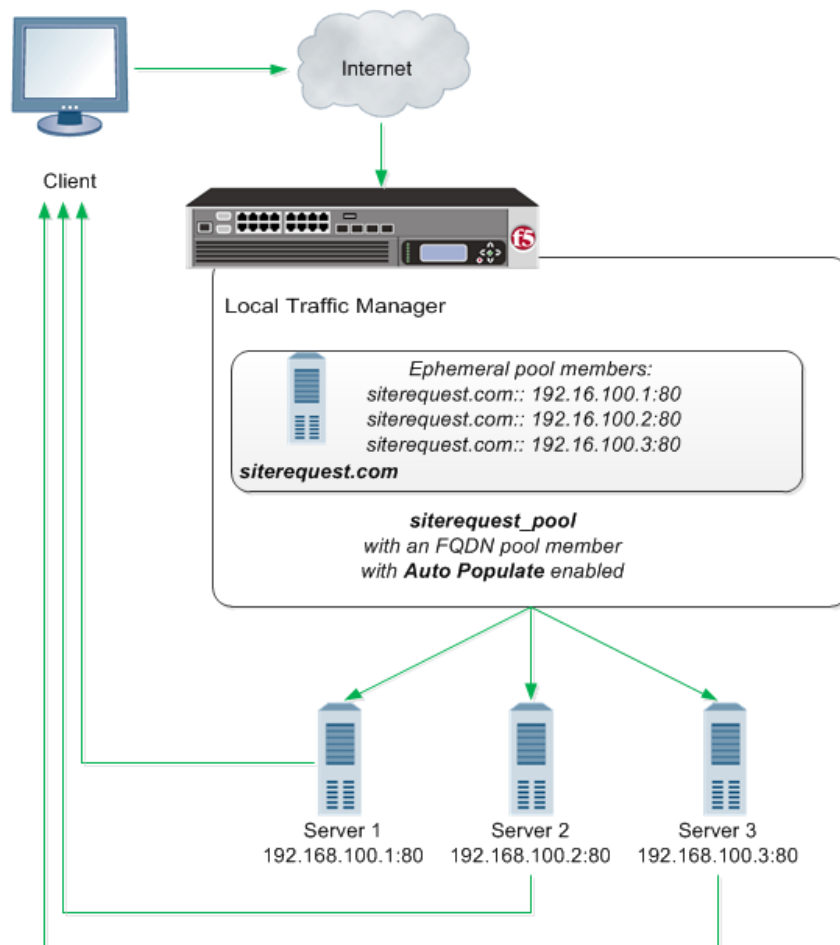 Internet
Client
f5
Local Traffic Manager
Ephemeral pool members:
siterequest.com:: 192.16.100.1:80
siterequest.com:: 192.16.100.2:80
siterequest.com:: 192.16.100.3:80
siterequest.com
siterequest_pool
with an FQDN pool member
with Auto Populate enabled
Server 1
192.168.100.1:80
Server 2
192.168.100.2:80
Server 3
192.168.100.3:80